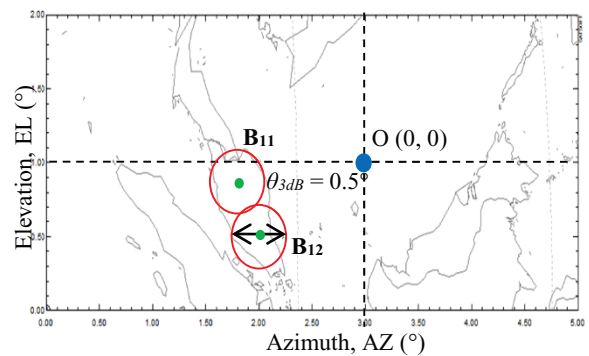 2.00
1.50
1.00
0.50
0.00
B11
O (0, 0)
θ3dB = 0.5°
B12
0.00 0.50 1.00 1.50 2.00 2.50 3.00 3.50 4.00 4.50 5.00
Elevation, EL (°)
Azimuth, AZ (°)